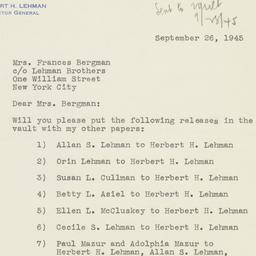 RT H. LEHMAN
CTOR GENERAL
Sent to vault
9/28/45
September 26, 1945
Mrs. Frances Bergman
c/o Lehman Brothers
One William Street
New York City
Dear Mrs. Bergman:
Will you please put the following releases in the
vault with my other papers:
1) Allan S. Lehman to Herbert H. Lehman
2) Orin Lehman to Herbert H. Lehman
3) Susan L. Cullman to Herbert H. Lehman
4) Betty L. Asiel to Herbert H. Lehman
5) Ellen L. McCluskey to Herbert H. Lehman
6) Cecile S. Lehman to Herbert H. Lehman
7) Paul Mazur and Adolphia Mazur to
Herbert H. Lehman, Allan S. Lehman,